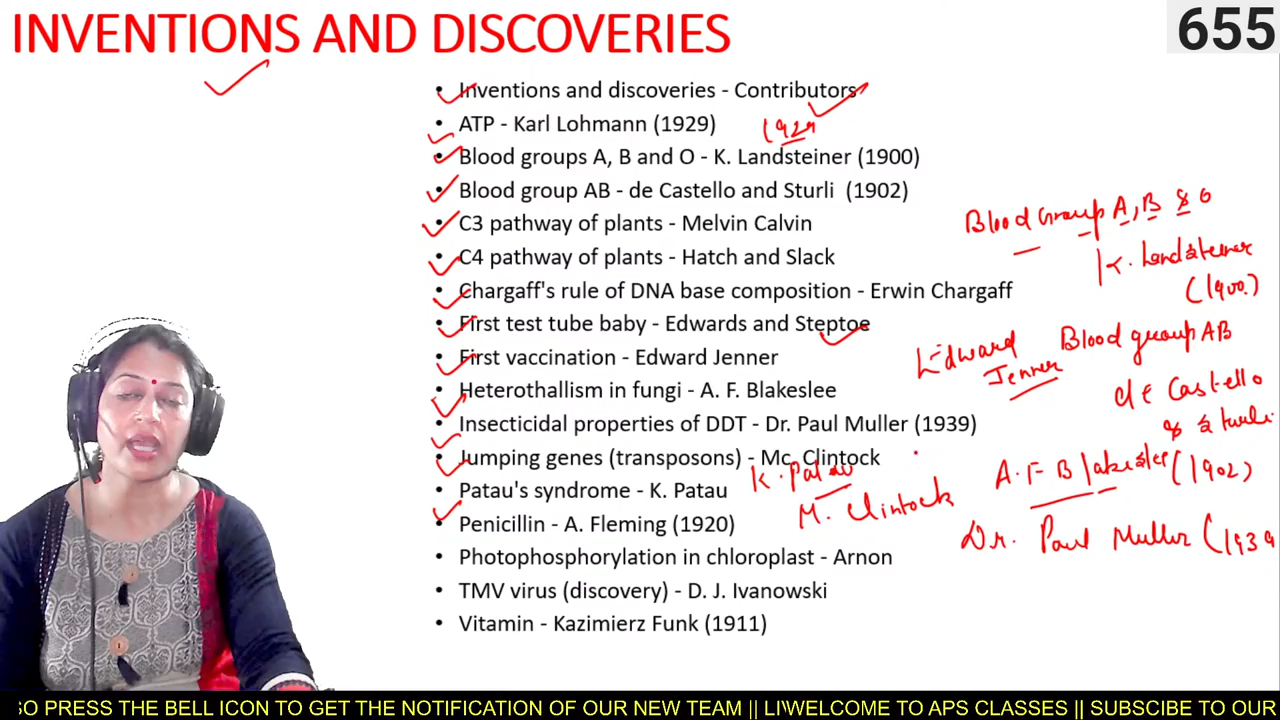 INVENTIONS AND DISCOVERIES
655
• Inventions and discoveries - Contributors
• ATP - Karl Lohmann (1929)
1929
• Blood groups A, B and O - K. Landsteiner (1900)
• Blood group AB - de Castello and Sturli (1902)
• C3 pathway of plants - Melvin Calvin
• C4 pathway of plants - Hatch and Slack
• Chargaff's rule of DNA base composition - Erwin Chargaff
• First test tube baby - Edwards and Steptoe
• First vaccination - Edward Jenner
• Heterothallism in fungi - A. F. Blakeslee
• Insecticidal properties of DDT - Dr. Paul Muller (1939)
• Jumping genes (transposons) - Mc. Clintock
• Patau's syndrome - K. Patau
• Penicillin - A. Fleming (1920)
• Photophosphorylation in chloroplast - Arnon
• TMV virus (discovery) - D. J. Ivanowski
• Vitamin - Kazimierz Funk (1911)
Blood Group A, B & O
K. Landsteiner
(1900)
Edward
Jenner
Blood group AB
de Castello
& Sturli
(1902)
A. F Blakeslee
K. Patau
M. Clintock
Dr. Paul Muller (1939
SO PRESS THE BELL ICON TO GET THE NOTIFICATION OF OUR NEW TEAM || LI\WELCOME TO APS CLASSES || SUBSCIBE TO OUR